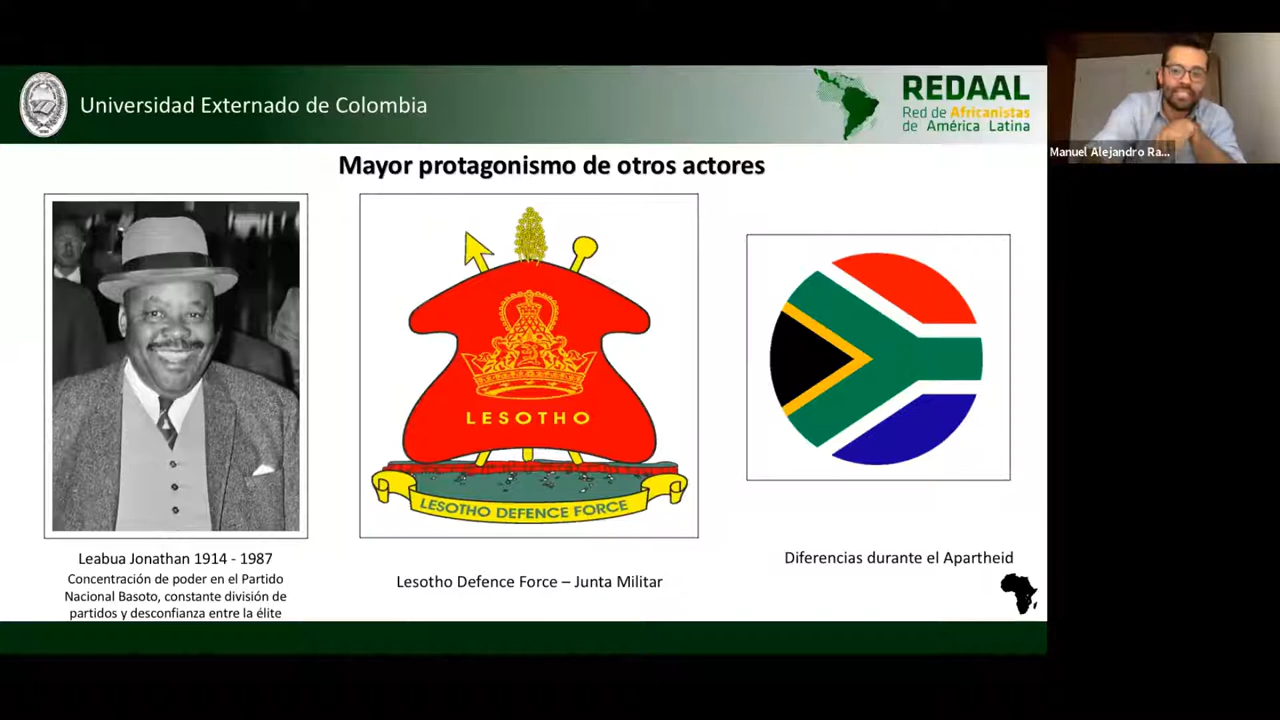 Universidad Externado de Colombia
REDAAL
Red de Africanistas
de América Latina
Manuel Alejandro Ra...
Mayor protagonismo de otros actores
LESOTHO
LESOTHO DEFENCE FORCE
Leabua Jonathan 1914 - 1987
Concentración de poder en el Partido
Nacional Basoto, constante división de
partidos y desconfianza entre la élite
Lesotho Defence Force – Junta Militar
Diferencias durante el Apartheid